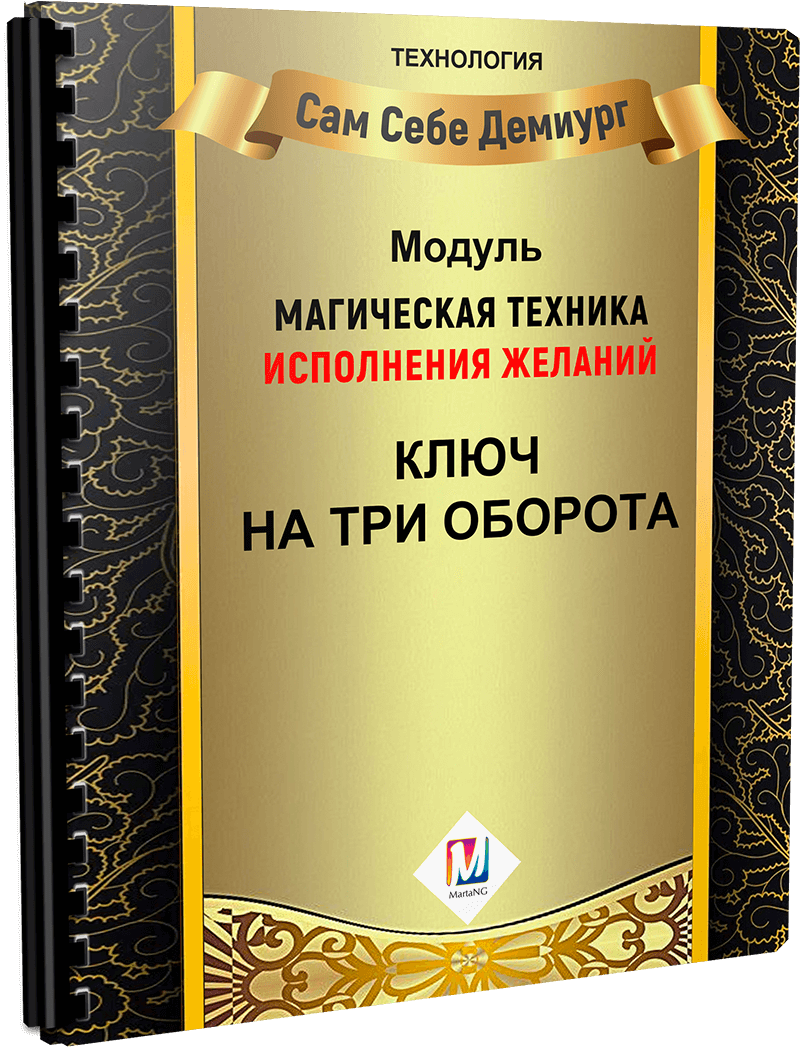 ТЕХНОЛОГИЯ
Сам Себе Демиург
Модуль
МАГИЧЕСКАЯ ТЕХНИКА
ИСПОЛНЕНИЯ ЖЕЛАНИЙ
КЛЮЧ
НА ТРИ ОБОРОТА
M
MartaNG